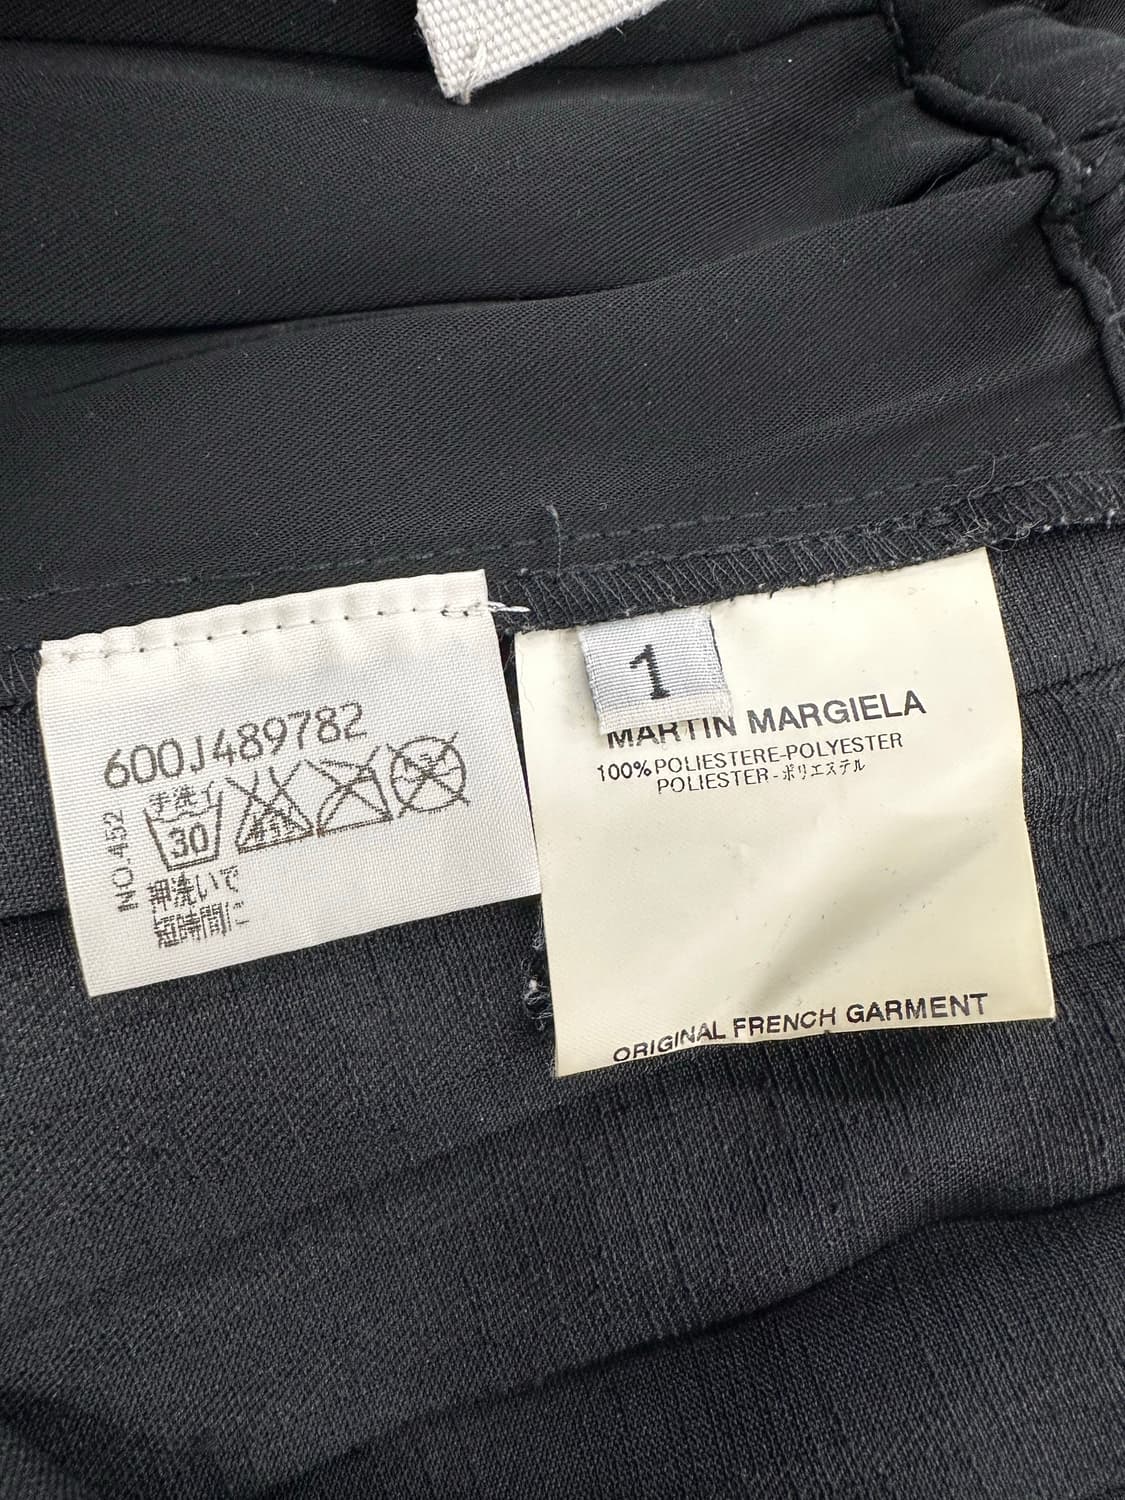 600J489782
NO.452
手洗イ
30
押洗いで
短時間に
1
MARTIN MARGIELA
100% POLIESTERE-POLYESTER
POLIESTER-ポリエステル
ORIGINAL FRENCH GARMENT